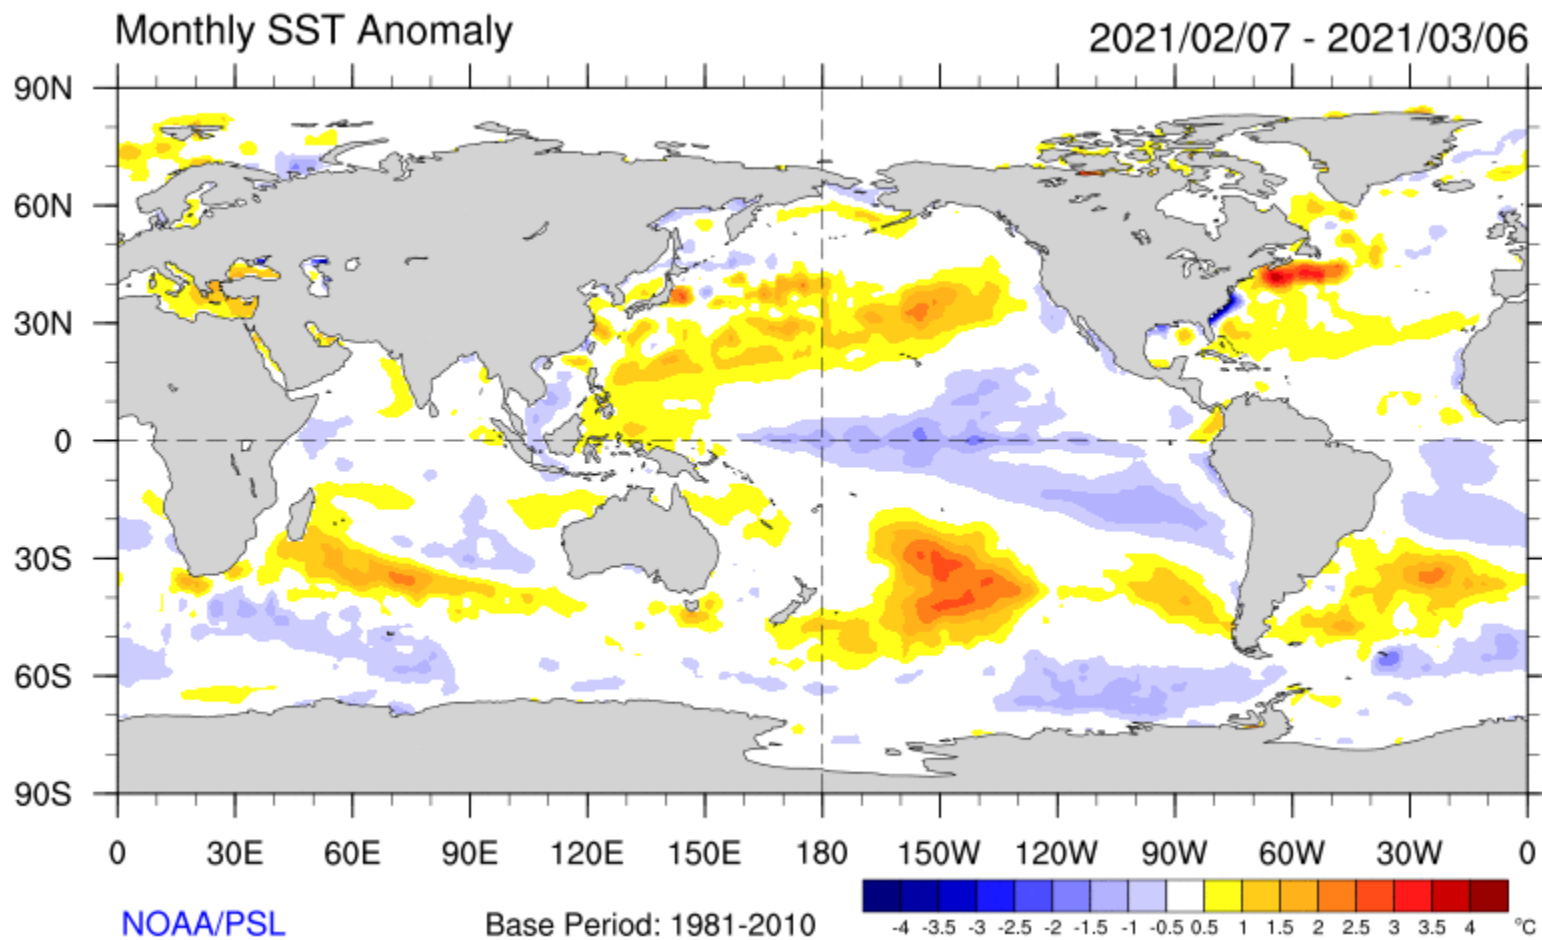 Monthly SST Anomaly 2021/02/07 - 2021/03/06
90N
60N
30N
0
30S
60S
90S
0 30E 60E 90E 120E 150E 180 150W 120W 90W 60W 30W 0
-4 -3.5 -3 -2.5 -2 -1.5 -1 -0.5 0.5 1 1.5 2 2.5 3 3.5 4 °C
NOAA/PSL Base Period: 1981-2010